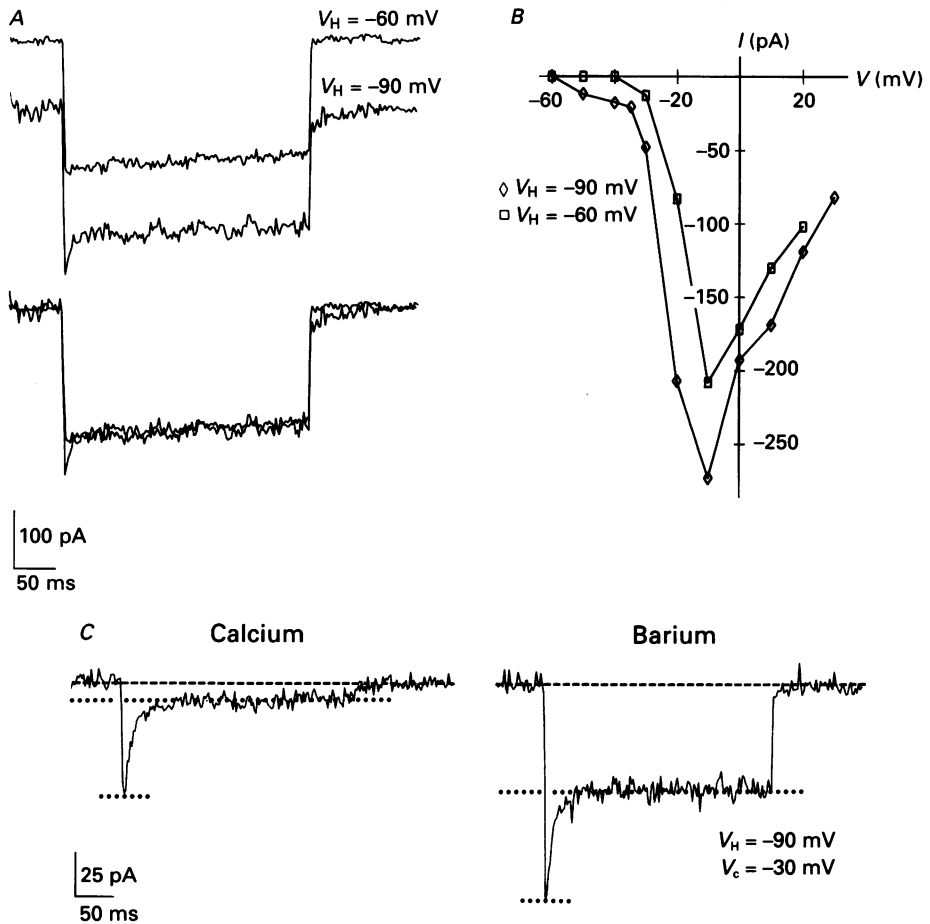 A
V_H = –60 mV
V_H = –90 mV
100 pA
50 ms
B
I (pA)
V (mV)
–60
–20
20
–50
–100
–150
–200
–250
◇ V_H = –90 mV
□ V_H = –60 mV
C
Calcium
Barium
V_H = –90 mV
V_c = –30 mV
25 pA
50 ms